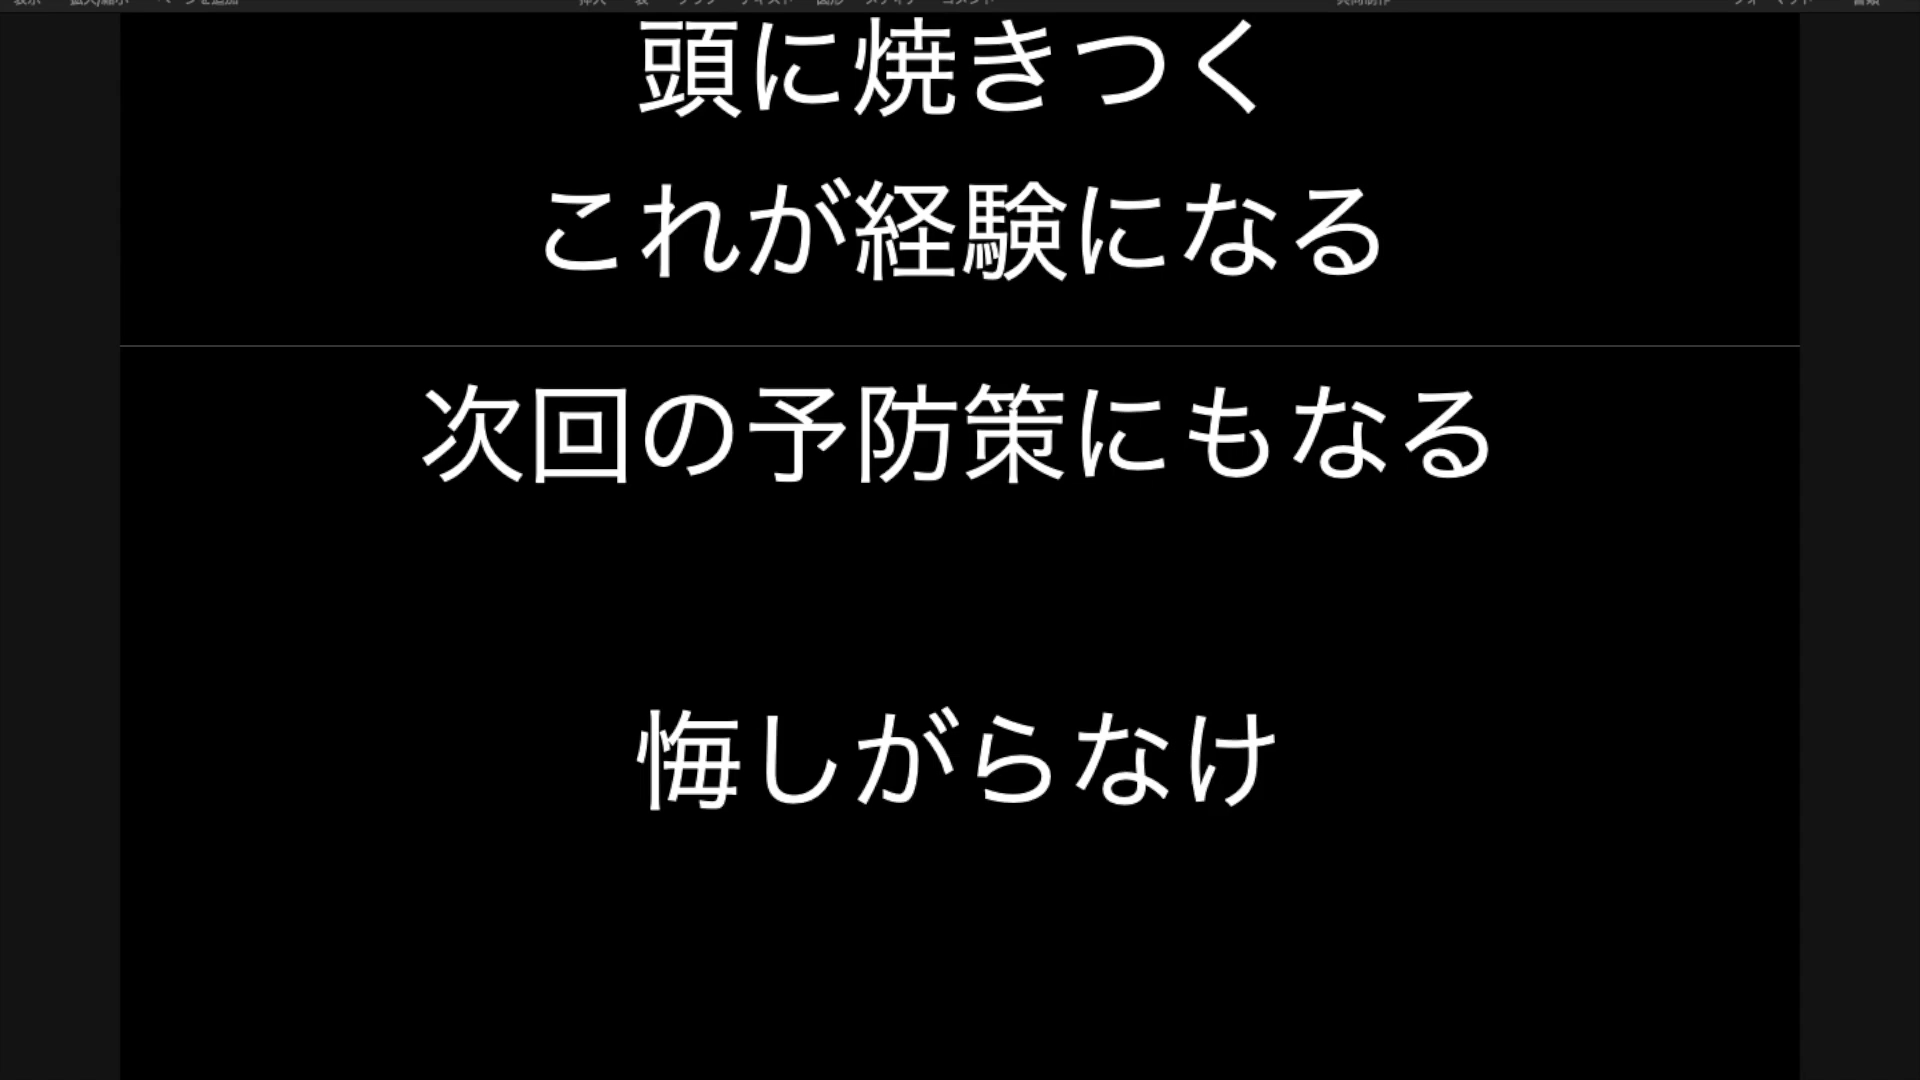 頭に焼きつく
これが経験になる
次回の予防策にもなる
悔しがらなけ